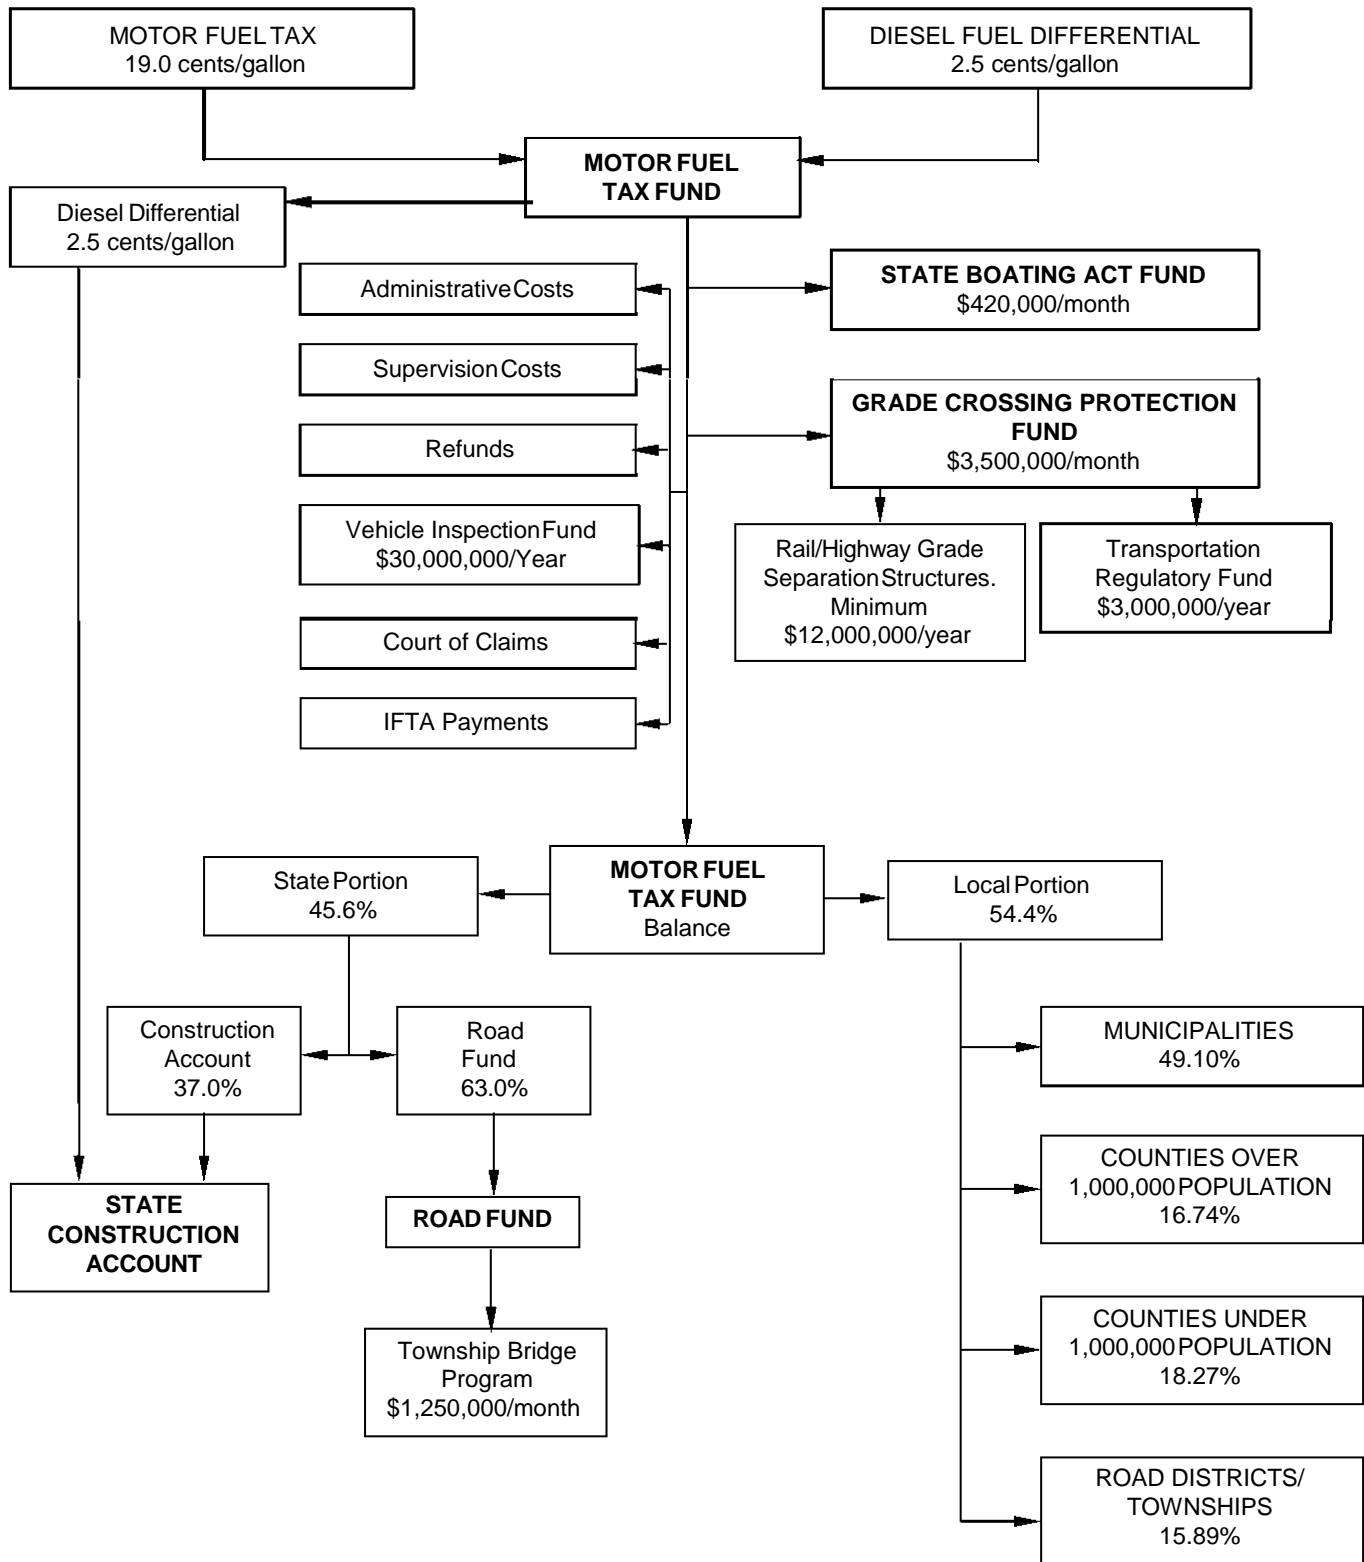 MOTOR FUEL TAX
19.0 cents/gallon
DIESEL FUEL DIFFERENTIAL
2.5 cents/gallon
MOTOR FUEL
TAX FUND
Diesel Differential
2.5 cents/gallon
Administrative Costs
STATE BOATING ACT FUND
$420,000/month
Supervision Costs
GRADE CROSSING PROTECTION
FUND
$3,500,000/month
Refunds
Vehicle Inspection Fund
$30,000,000/Year
Rail/Highway Grade
Separation Structures.
Minimum
$12,000,000/year
Transportation
Regulatory Fund
$3,000,000/year
Court of Claims
IFTA Payments
State Portion
45.6%
MOTOR FUEL
TAX FUND
Balance
Local Portion
54.4%
Construction
Account
37.0%
Road
Fund
63.0%
MUNICIPALITIES
49.10%
COUNTIES OVER
1,000,000 POPULATION
16.74%
STATE
CONSTRUCTION
ACCOUNT
ROAD FUND
COUNTIES UNDER
1,000,000 POPULATION
18.27%
Township Bridge
Program
$1,250,000/month
ROAD DISTRICTS/
TOWNSHIPS
15.89%